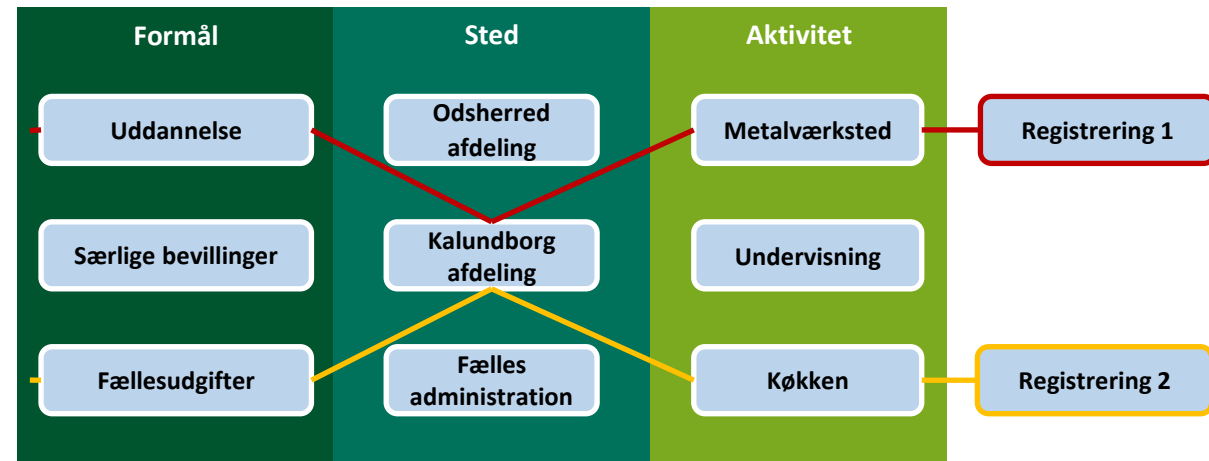 Formål
Sted
Aktivitet
Uddannelse
Odsherred
afdeling
Metalværksted
Registrering 1
Særlige bevillinger
Kalundborg
afdeling
Undervisning
Fællesudgifter
Fælles
administration
Køkken
Registrering 2